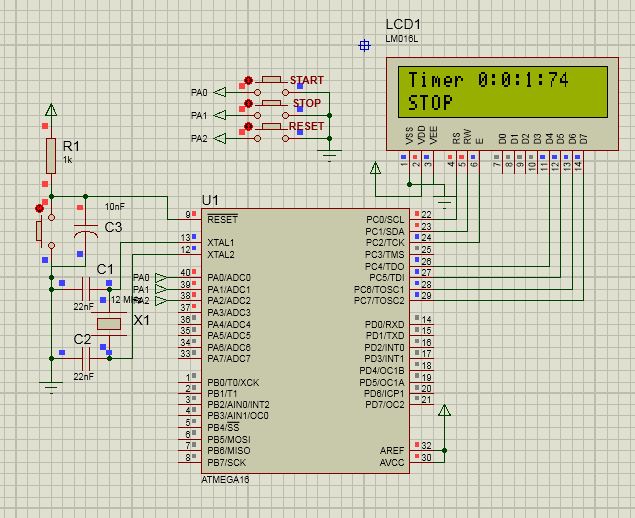 LCD1
LM016L
Timer 0:0:1:74
STOP
VSS VDD VEE RS RW E D0 D1 D2 D3 D4 D5 D6 D7
1 2 3 4 5 6 7 8 9 10 11 12 13 14
PA0 START
PA1 STOP
PA2 RESET
R1
1k
10nF
C3
C1
22nF
12 MHz
X1
C2
22nF
PA0
PA1
PA2
U1
9 RESET
13 XTAL1
12 XTAL2
40 PA0/ADC0
39 PA1/ADC1
38 PA2/ADC2
37 PA3/ADC3
36 PA4/ADC4
35 PA5/ADC5
34 PA6/ADC6
33 PA7/ADC7
1 PB0/T0/XCK
2 PB1/T1
3 PB2/AIN0/INT2
4 PB3/AIN1/OC0
5 PB4/SS
6 PB5/MOSI
7 PB6/MISO
8 PB7/SCK
PC0/SCL 22
PC1/SDA 23
PC2/TCK 24
PC3/TMS 25
PC4/TDO 26
PC5/TDI 27
PC6/TOSC1 28
PC7/TOSC2 29
PD0/RXD 14
PD1/TXD 15
PD2/INT0 16
PD3/INT1 17
PD4/OC1B 18
PD5/OC1A 19
PD6/ICP1 20
PD7/OC2 21
AREF 32
AVCC 30
ATMEGA16